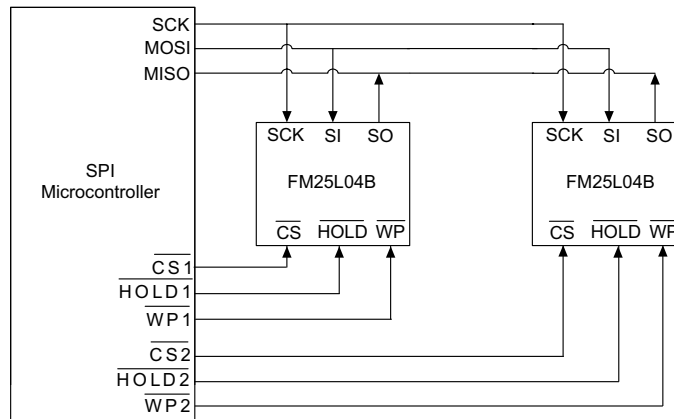 SCK
MOSI
MISO
SCK SI SO
SCK SI SO
SPI
Microcontroller
FM25L04B
FM25L04B
CS HOLD WP
CS HOLD WP
CS1
HOLD1
WP1
CS2
HOLD2
WP2